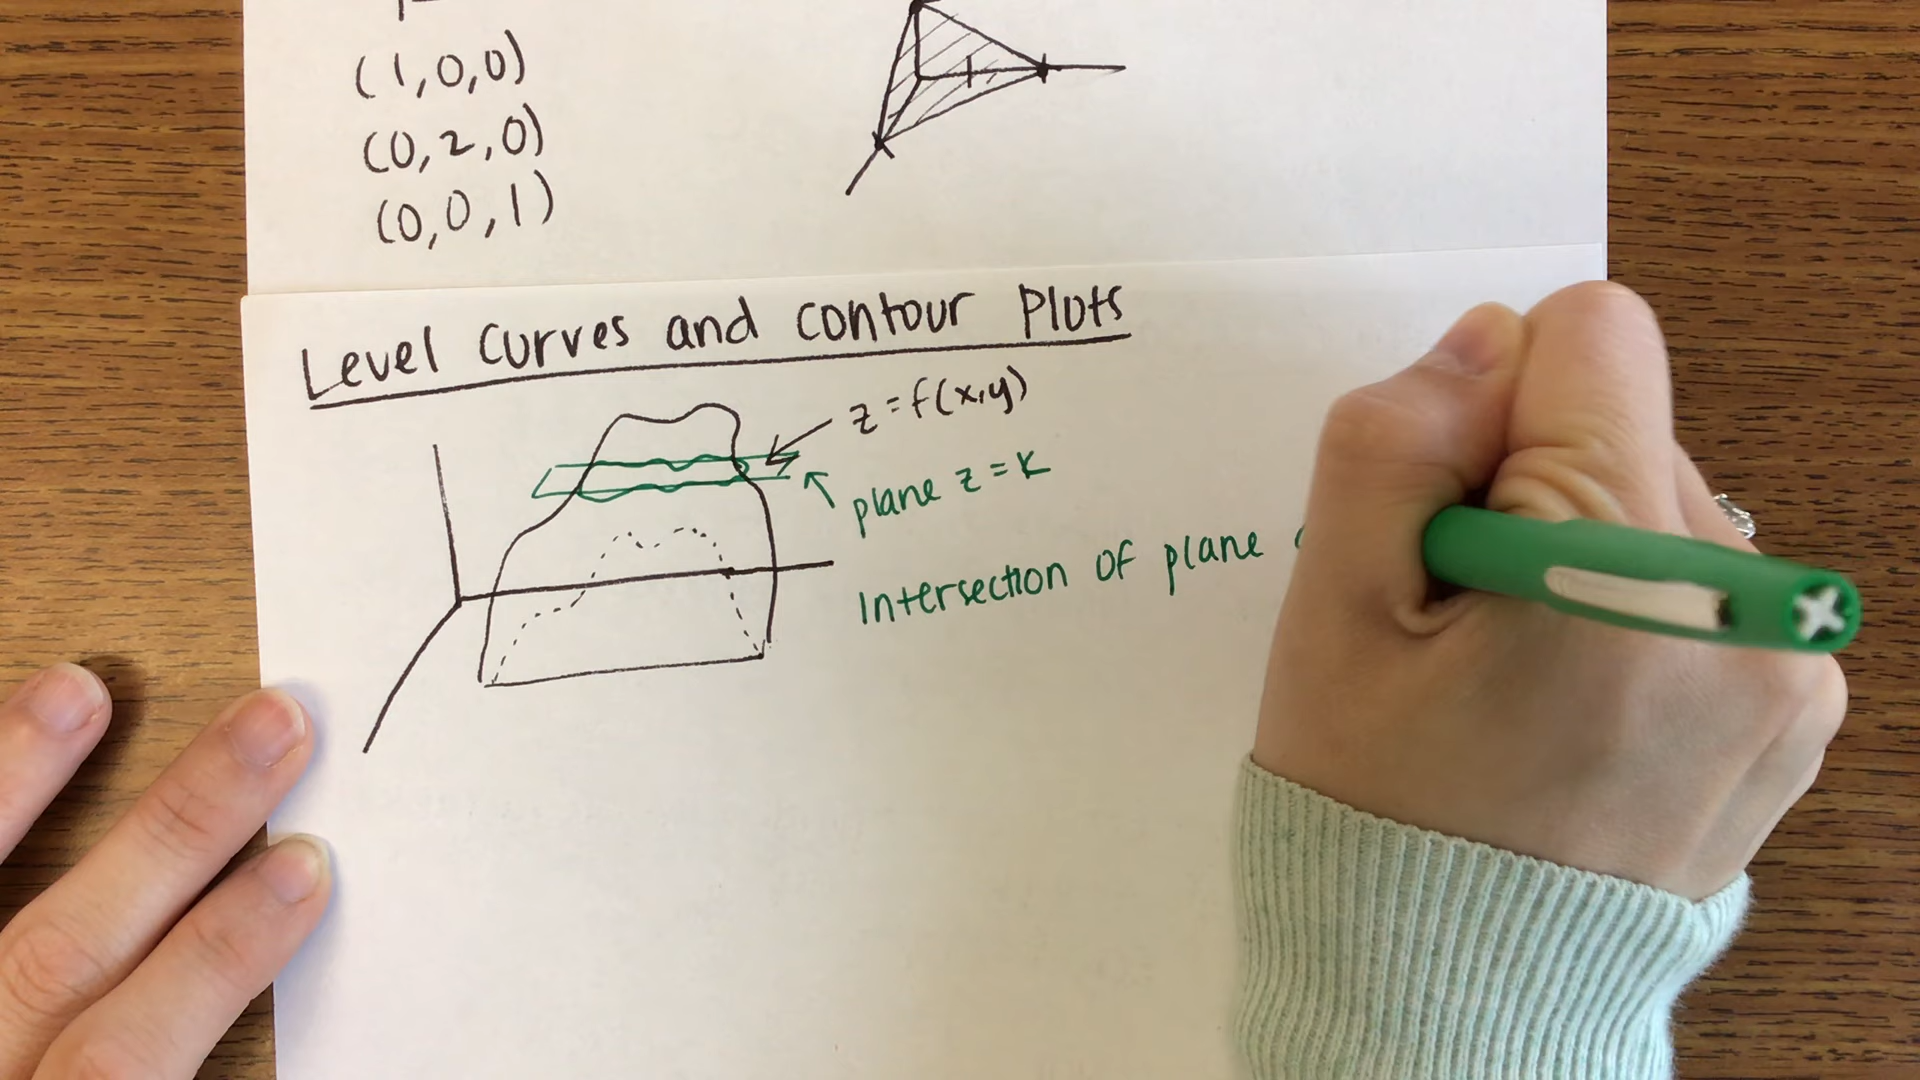 (1,0,0)
(0,2,0)
(0,0,1)
Level curves and contour Plots
z=f(x,y)
plane z=K
Intersection of plane